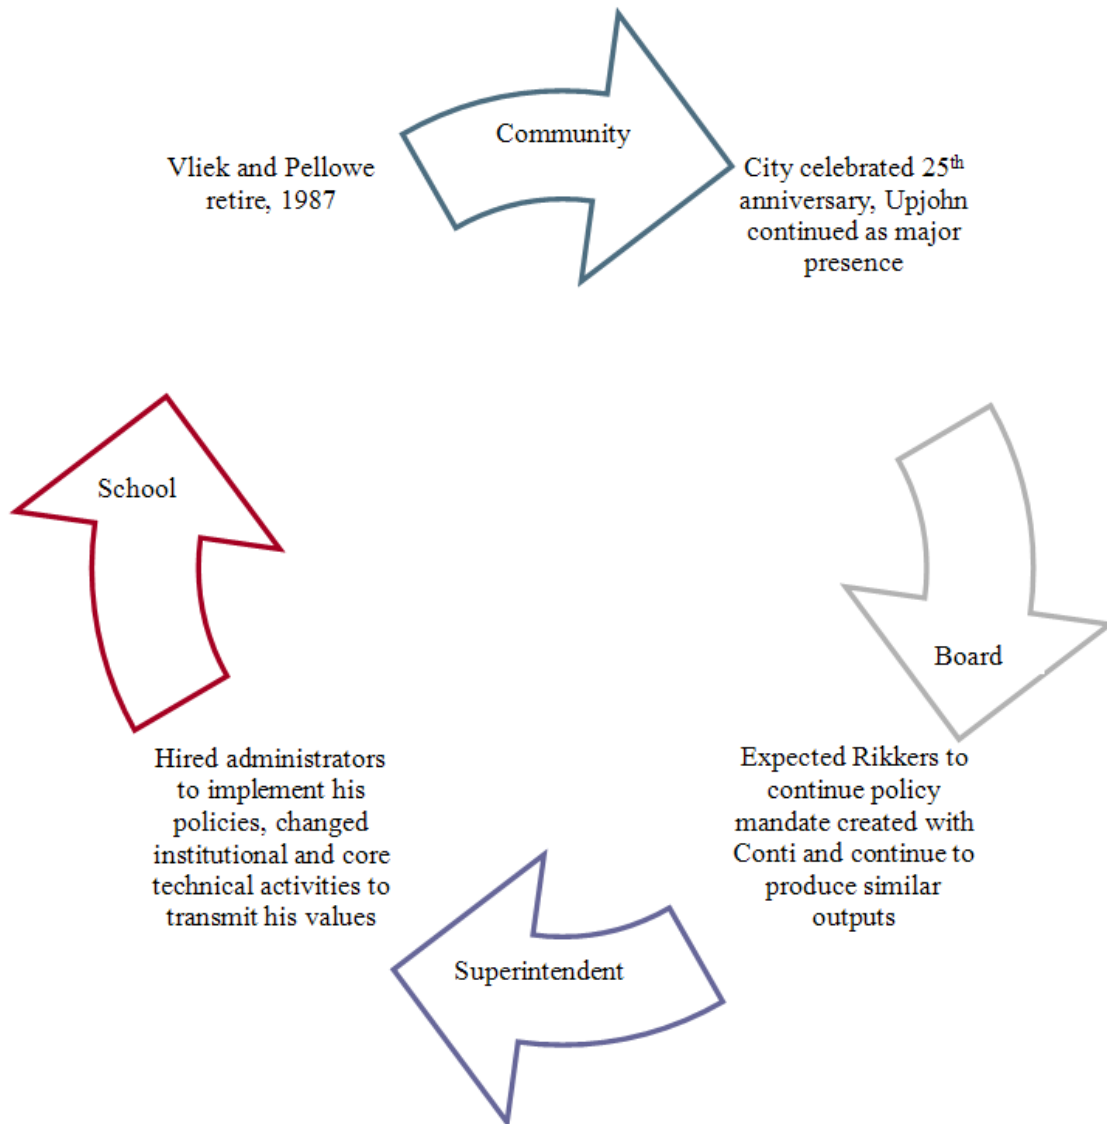 Community
Vliek and Pellowe
retire, 1987
City celebrated 25th
anniversary, Upjohn
continued as major
presence
School
Board
Hired administrators
to implement his
policies, changed
institutional and core
technical activities to
transmit his values
Expected Rikkers to
continue policy
mandate created with
Conti and continue to
produce similar
outputs
Superintendent